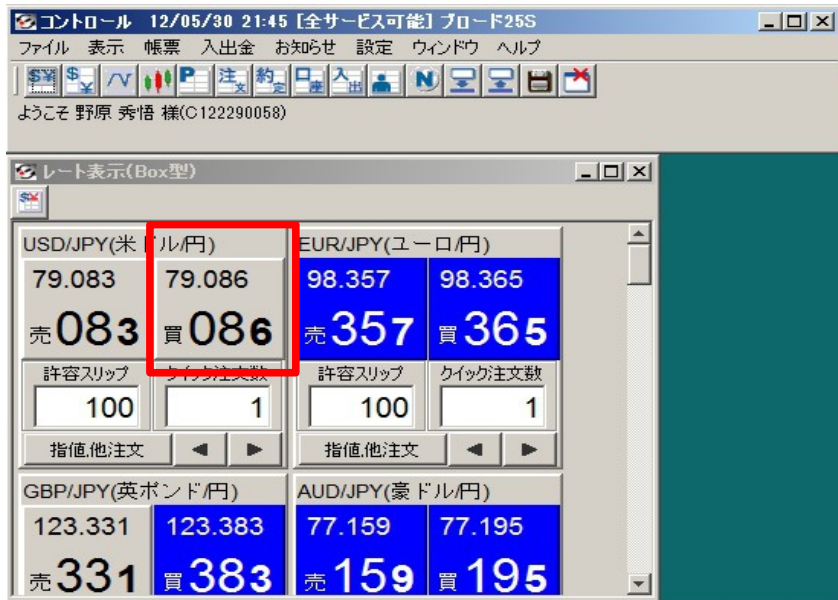 コントロール 12/05/30 21:45 [全サービス可能] ブロード25S
ファイル 表示 帳票 入出金 お知らせ 設定 ウィンドウ ヘルプ
$¥ $¥ P 注文 約定 口座 入出 N
ようこそ 野原 秀悟 様(C122290058)
レート表示(Box型)
$¥
USD/JPY(米ドル/円) EUR/JPY(ユーロ/円)
79.083 79.086 98.357 98.365
売083 買086 売357 買365
許容スリップ クイック注文数 許容スリップ クイック注文数
100 1 100 1
指値,他注文 ◀ ▶ 指値,他注文 ◀ ▶
GBP/JPY(英ポンド/円) AUD/JPY(豪ドル/円)
123.331 123.383 77.159 77.195
売331 買383 売159 買195